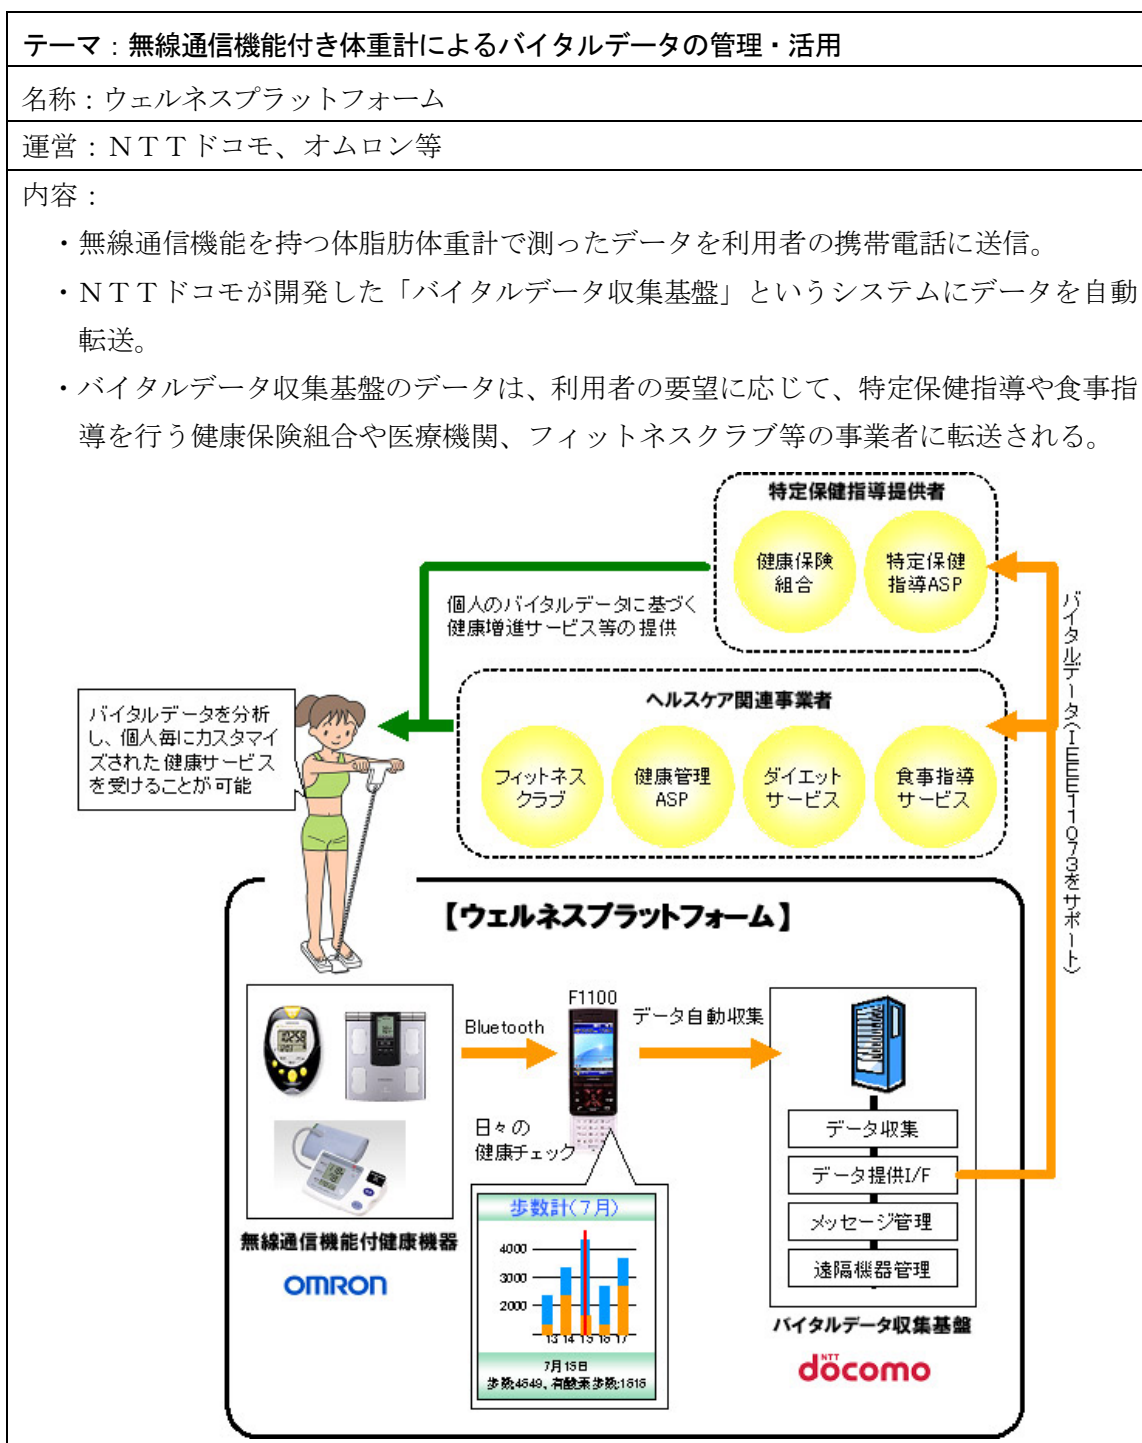 テーマ：無線通信機能付き体重計によるバイタルデータの管理・活用
名称：ウェルネスプラットフォーム
運営：ＮＴＴドコモ、オムロン等
内容：
・無線通信機能を持つ体脂肪体重計で測ったデータを利用者の携帯電話に送信。
・ＮＴＴドコモが開発した「バイタルデータ収集基盤」というシステムにデータを自動
転送。
・バイタルデータ収集基盤のデータは、利用者の要望に応じて、特定保健指導や食事指
導を行う健康保険組合や医療機関、フィットネスクラブ等の事業者に転送される。
特定保健指導提供者
健康保険
組合
特定保健
指導ASP
個人のバイタルデータに基づく
健康増進サービス等の提供
バイタルデータ（IEEE11073をサポート）
ヘルスケア関連事業者
フィットネス
クラブ
健康管理
ASP
ダイエット
サービス
食事指導
サービス
バイタルデータを分析
し、個人毎にカスタマイ
ズされた健康サービス
を受けることが可能
【ウェルネスプラットフォーム】
F1100
Bluetooth
データ自動収集
日々の
健康チェック
無線通信機能付健康機器
OMRON
歩数計(7月)
4000
3000
2000
13 14 15 16 17
7月15日
データ収集
データ提供I/F
メッセージ管理
遠隔機器管理
バイタルデータ収集基盤
NTT
docomo